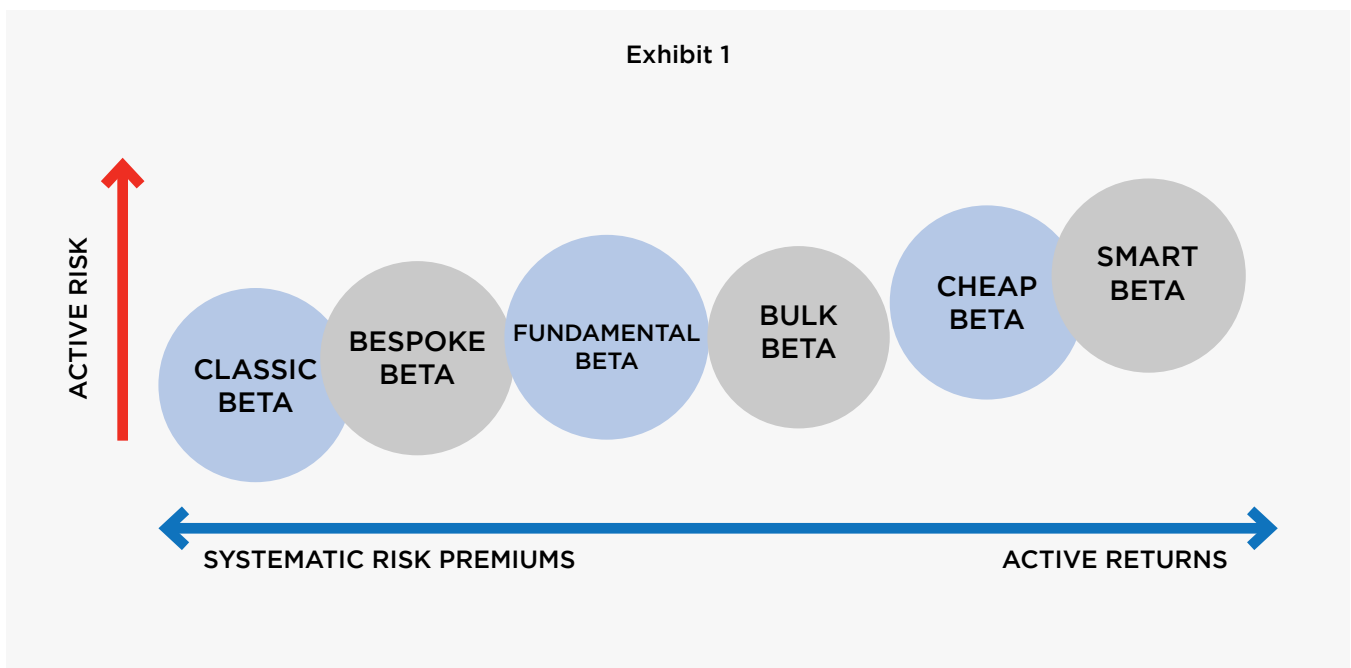 Exhibit 1
ACTIVE RISK
CLASSIC
BETA
BESPOKE
BETA
FUNDAMENTAL
BETA
BULK
BETA
CHEAP
BETA
SMART
BETA
SYSTEMATIC RISK PREMIUMS
ACTIVE RETURNS